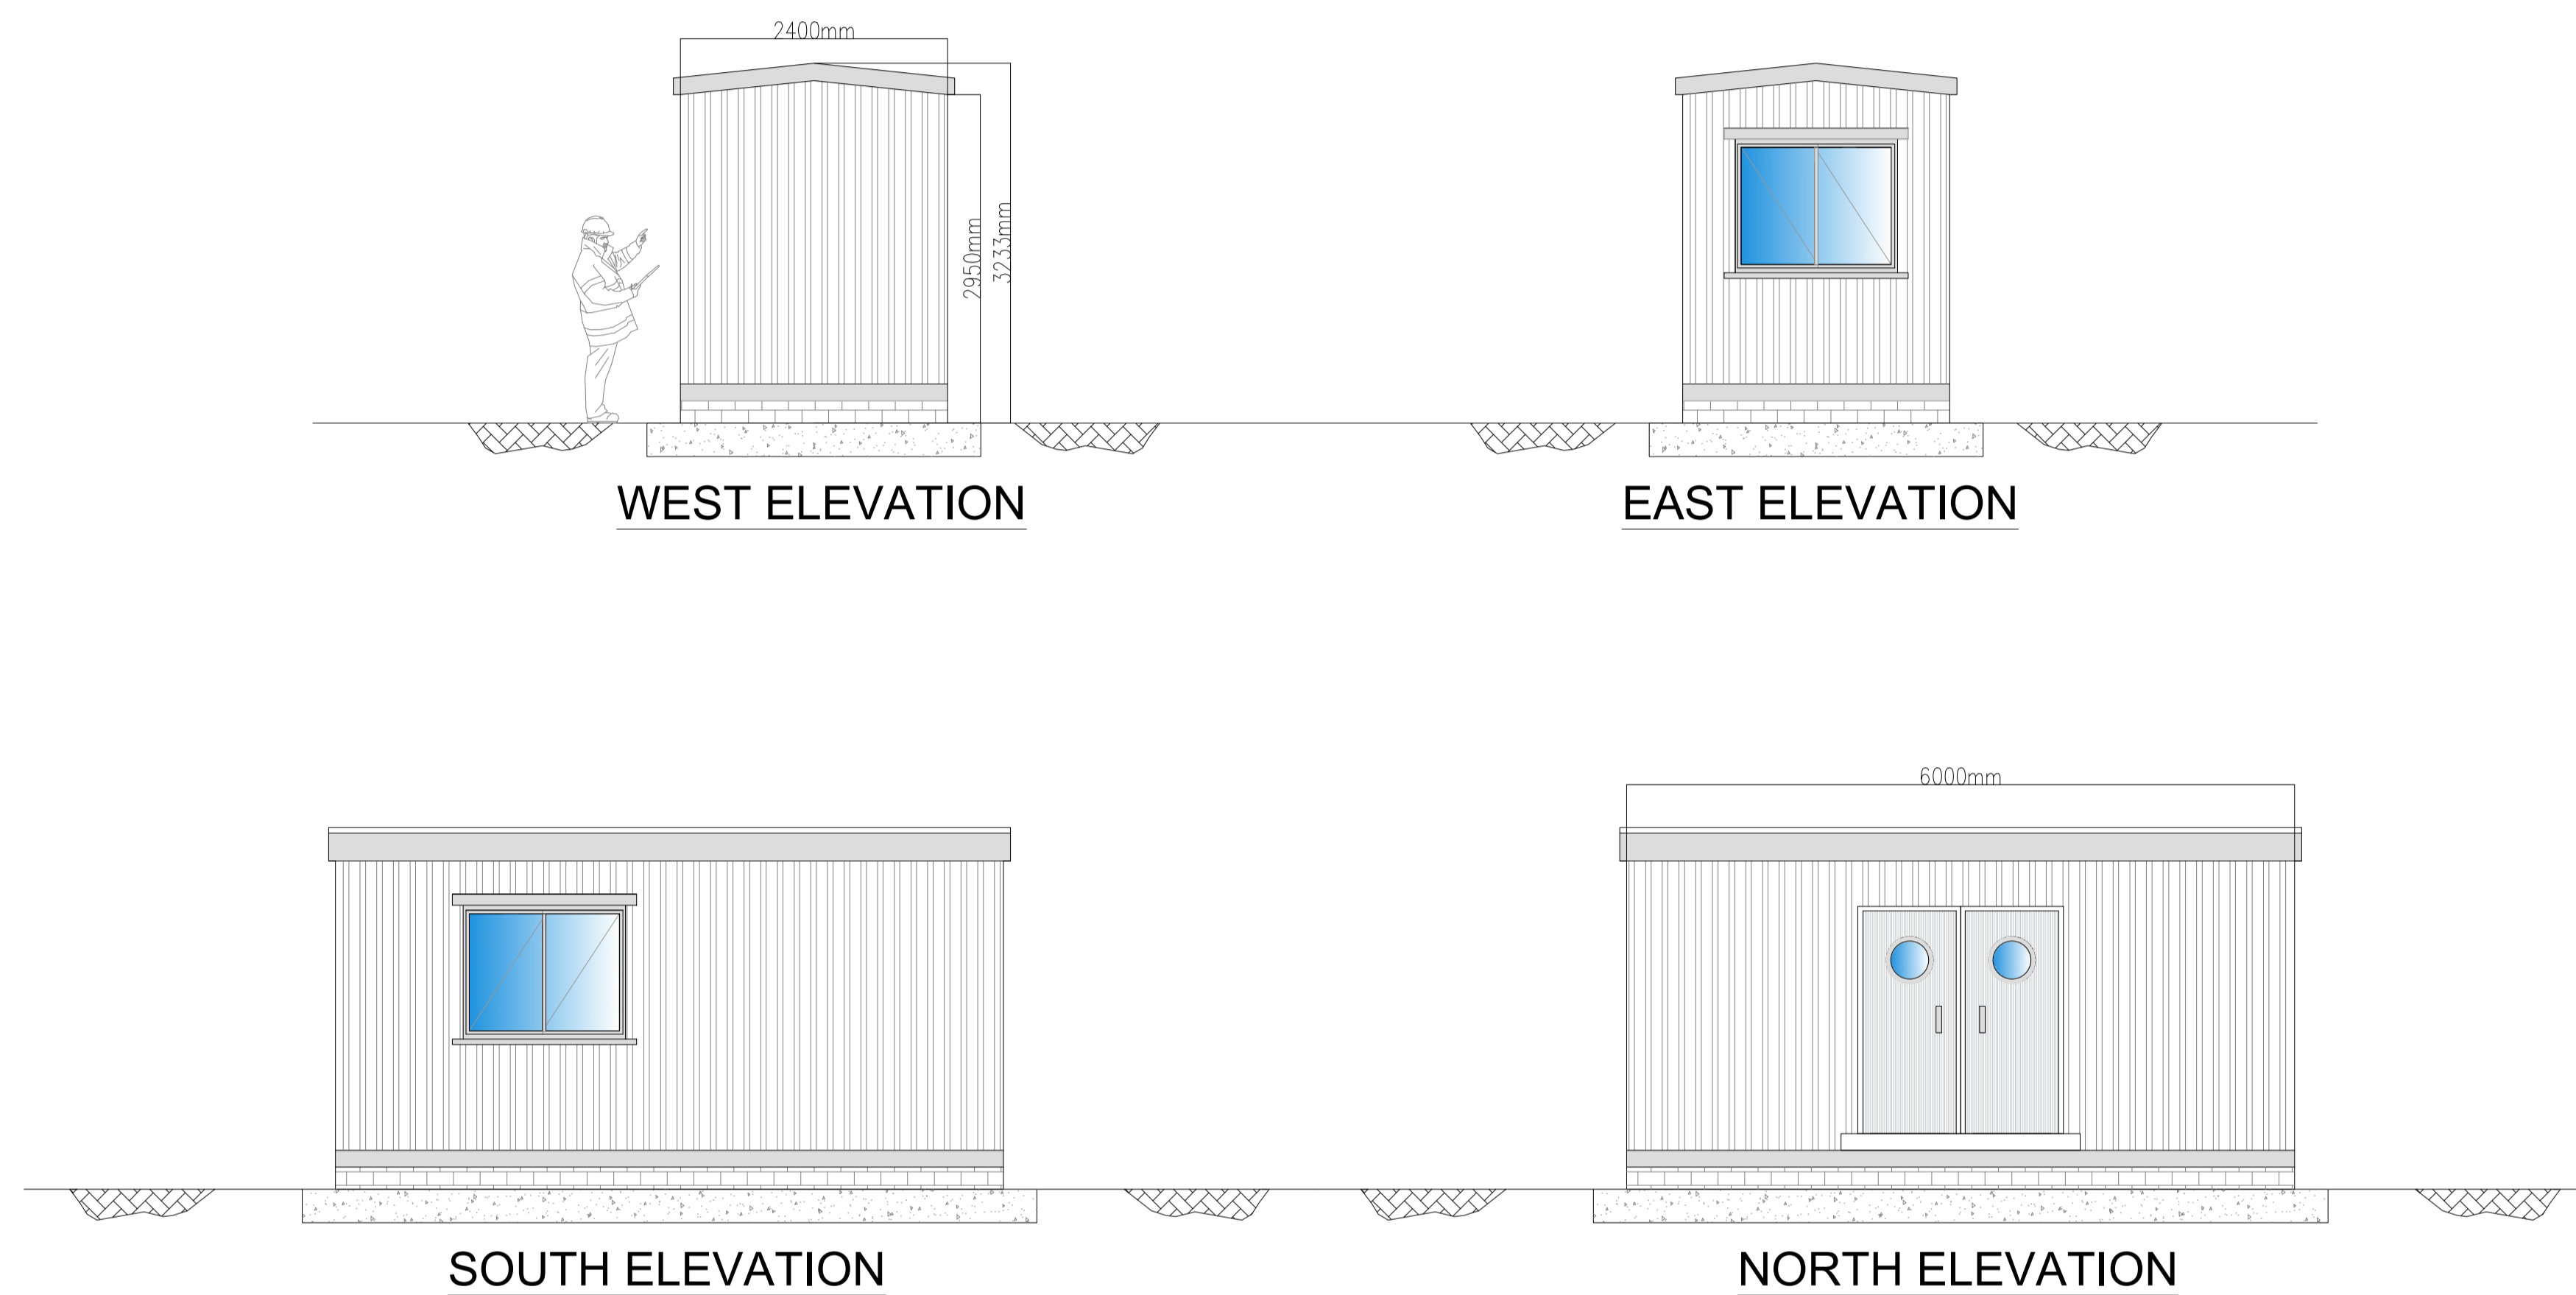 2400mm
2950mm
3233mm
WEST ELEVATION
EAST ELEVATION
6000mm
SOUTH ELEVATION
NORTH ELEVATION